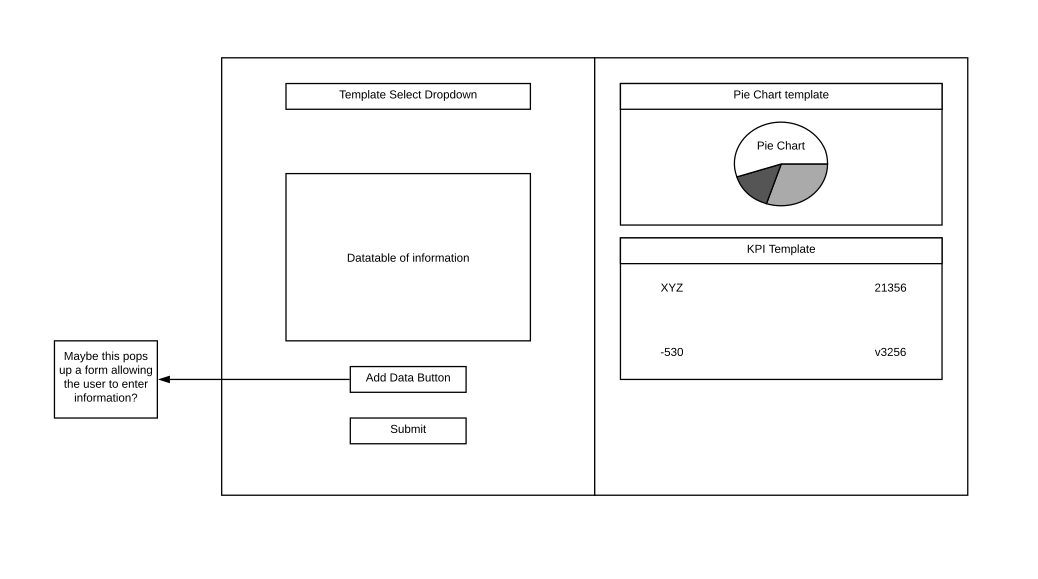 Template Select Dropdown
Datatable of information
Maybe this pops
up a form allowing
the user to enter
information?
Add Data Button
Submit
Pie Chart template
Pie Chart
KPI Template
XYZ 21356
-530 v3256